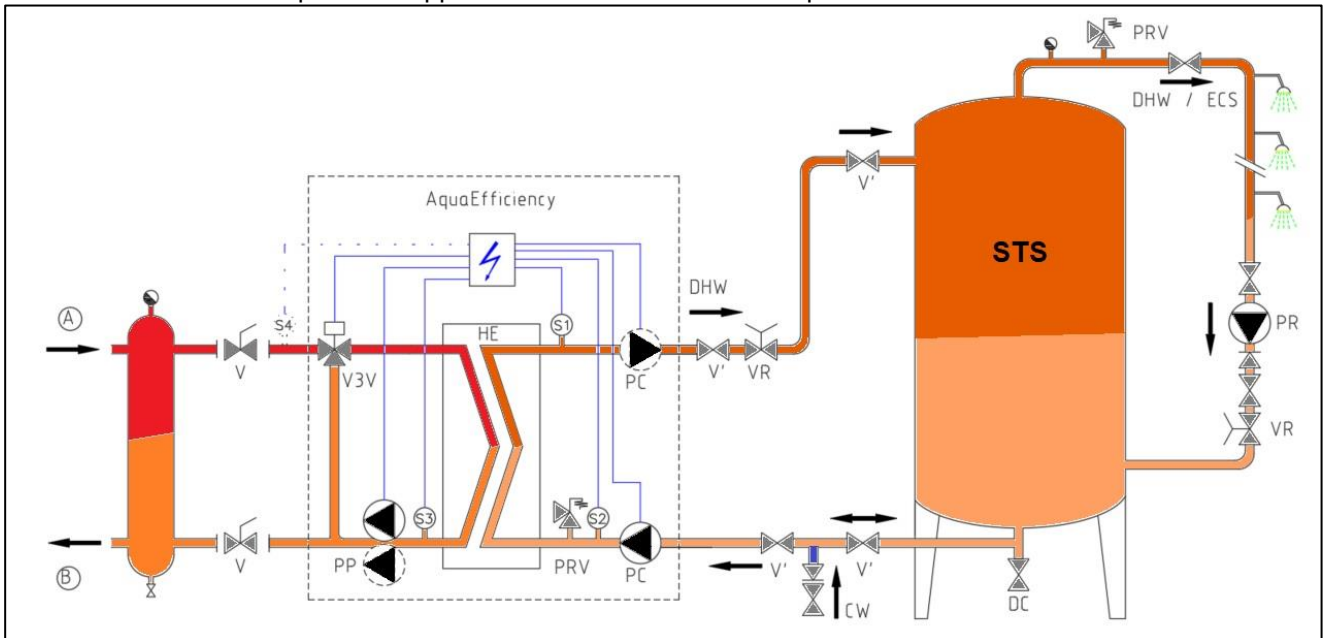 PRV
DHW / ECS
V'
AquaEfficiency
STS
DHW
A
S4
S1
HE
PR
V
V3V
PC
V'
VR
VR
S3
S2
B
V
PP
PRV
PC
V'
V'
CW
DC